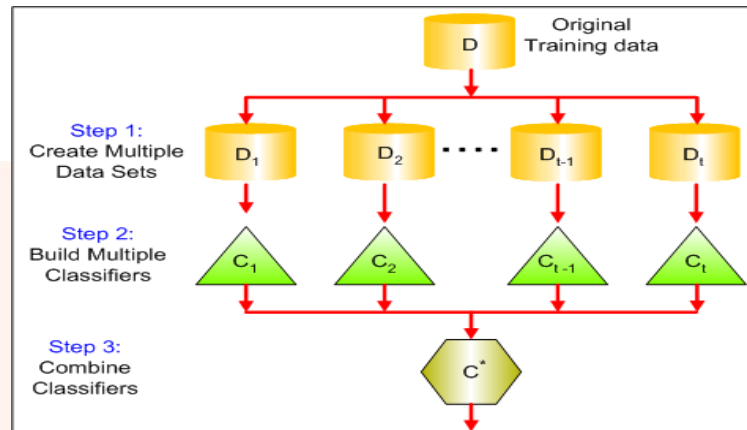 D
Original
Training data
Step 1:
Create Multiple
Data Sets
D₁
D₂
....
Dₜ₋₁
Dₜ
Step 2:
Build Multiple
Classifiers
C₁
C₂
Cₜ₋₁
Cₜ
Step 3:
Combine
Classifiers
C*